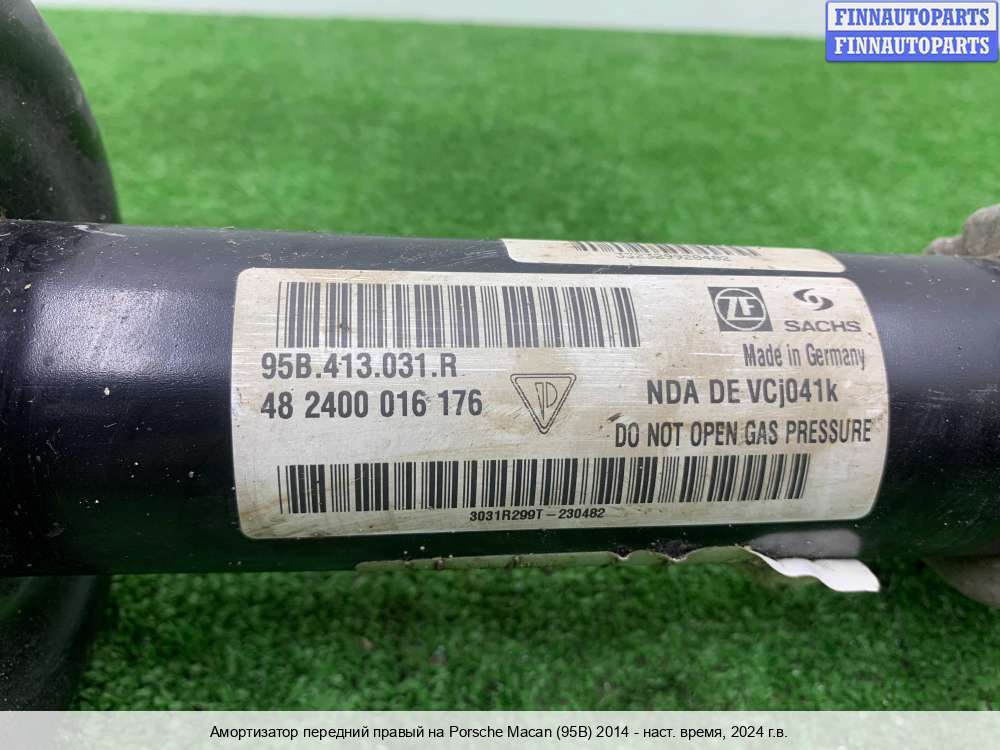 FINNAUTOPARTS
FINNAUTOPARTS
ZF
SACHS
Made in Germany
95B.413.031.R
48 2400 016 176
NDA DE VCj041k
DO NOT OPEN GAS PRESSURE
3031R299T-230482
Амортизатор передний правый на Porsche Macan (95B) 2014 - наст. время, 2024 г.в.